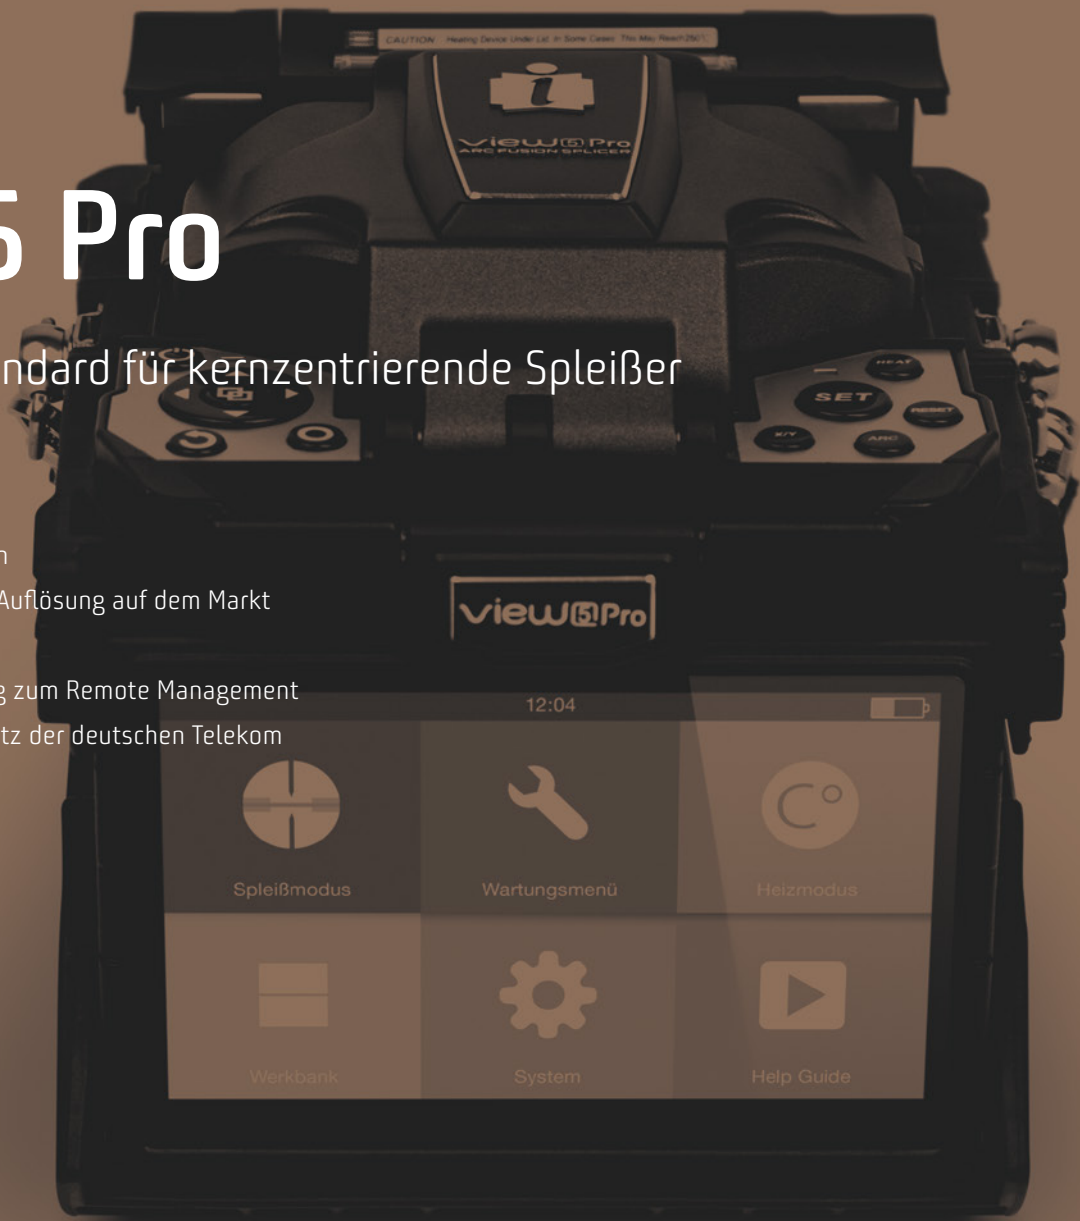 CAUTION Heating Device Under Lid. In Some Cases This May Reach 250°C
i
view5Pro
ARC FUSION SPLICER
5 Pro
ndard für kernzentrierende Spleißer
HEAT
SET
RESET
X/Y
ARC
n
Auflösung auf dem Markt
view5Pro
g zum Remote Management
tz der deutschen Telekom
12:04
Spleißmodus
Wartungsmenü
C°
Heizmodus
Werkbank
System
Help Guide